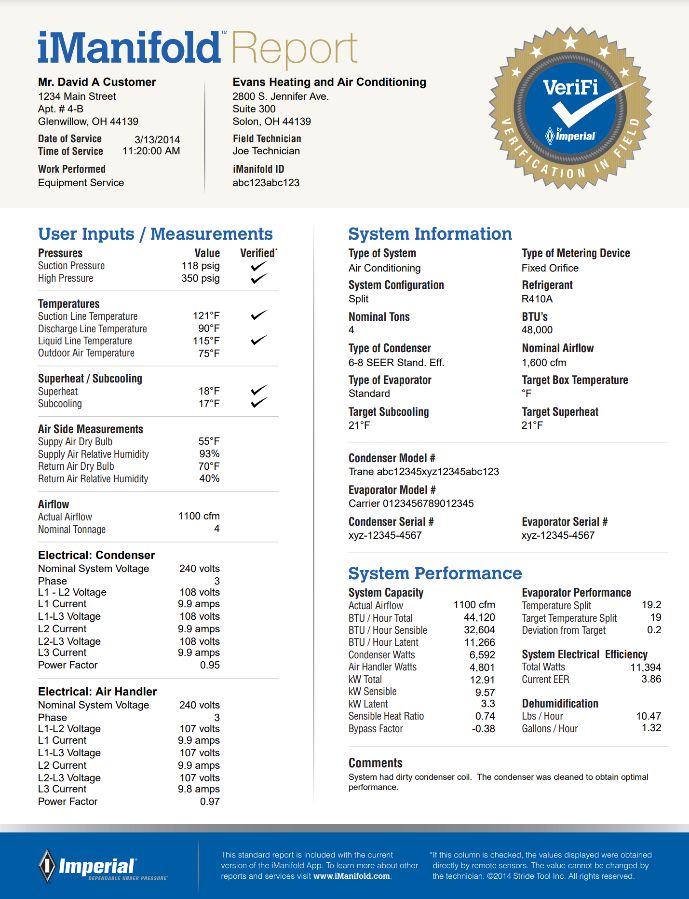 iManifold™ Report
Mr. David A Customer
1234 Main Street
Apt. # 4-B
Glenwillow, OH 44139
Date of Service 3/13/2014
Time of Service 11:20:00 AM
Work Performed
Equipment Service
Evans Heating and Air Conditioning
2800 S. Jennifer Ave.
Suite 300
Solon, OH 44139
Field Technician
Joe Technician
iManifold ID
abc123abc123
VeriFi
BY Imperial
VERIFICATION IN FIELD
User Inputs / Measurements
Pressures Value Verified*
Suction Pressure 118 psig
High Pressure 350 psig
Temperatures
Suction Line Temperature 121°F
Discharge Line Temperature 90°F
Liquid Line Temperature 115°F
Outdoor Air Temperature 75°F
Superheat / Subcooling
Superheat 18°F
Subcooling 17°F
Air Side Measurements
Suppy Air Dry Bulb 55°F
Supply Air Relative Humidity 93%
Return Air Dry Bulb 70°F
Return Air Relative Humidity 40%
Airflow
Actual Airflow 1100 cfm
Nominal Tonnage 4
Electrical: Condenser
Nominal System Voltage 240 volts
Phase 3
L1 - L2 Voltage 108 volts
L1 Current 9.9 amps
L1-L3 Voltage 108 volts
L2 Current 9.9 amps
L2-L3 Voltage 108 volts
L3 Current 9.9 amps
Power Factor 0.95
Electrical: Air Handler
Nominal System Voltage 240 volts
Phase 3
L1-L2 Voltage 107 volts
L1 Current 9.9 amps
L1-L3 Voltage 107 volts
L2 Current 9.9 amps
L2-L3 Voltage 107 volts
L3 Current 9.8 amps
Power Factor 0.97
System Information
Type of System Type of Metering Device
Air Conditioning Fixed Orifice
System Configuration Refrigerant
Split R410A
Nominal Tons BTU's
4 48,000
Type of Condenser Nominal Airflow
6-8 SEER Stand. Eff. 1,600 cfm
Type of Evaporator Target Box Temperature
Standard °F
Target Subcooling Target Superheat
21°F 21°F
Condenser Model #
Trane abc12345xyz12345abc123
Evaporator Model #
Carrier 0123456789012345
Condenser Serial # Evaporator Serial #
xyz-12345-4567 xyz-12345-4567
System Performance
System Capacity
Actual Airflow 1100 cfm
BTU / Hour Total 44,120
BTU / Hour Sensible 32,604
BTU / Hour Latent 11,266
Condenser Watts 6,592
Air Handler Watts 4,801
kW Total 12.91
kW Sensible 9.57
kW Latent 3.3
Sensible Heat Ratio 0.74
Bypass Factor -0.38
Evaporator Performance
Temperature Split 19.2
Target Temperature Split 19
Deviation from Target 0.2
System Electrical Efficiency
Total Watts 11,394
Current EER 3.86
Dehumidification
Lbs / Hour 10.47
Gallons / Hour 1.32
Comments
System had dirty condenser coil. The condenser was cleaned to obtain optimal
performance.
Imperial
DEPENDABLE UNDER PRESSURE
This standard report is included with the current
version of the iManifold App. To learn more about other
reports and services visit www.iManifold.com.
*If this column is checked, the values displayed were obtained
directly by remote sensors. The value cannot be changed by
the technician. ©2014 Stride Tool Inc. All rights reserved.